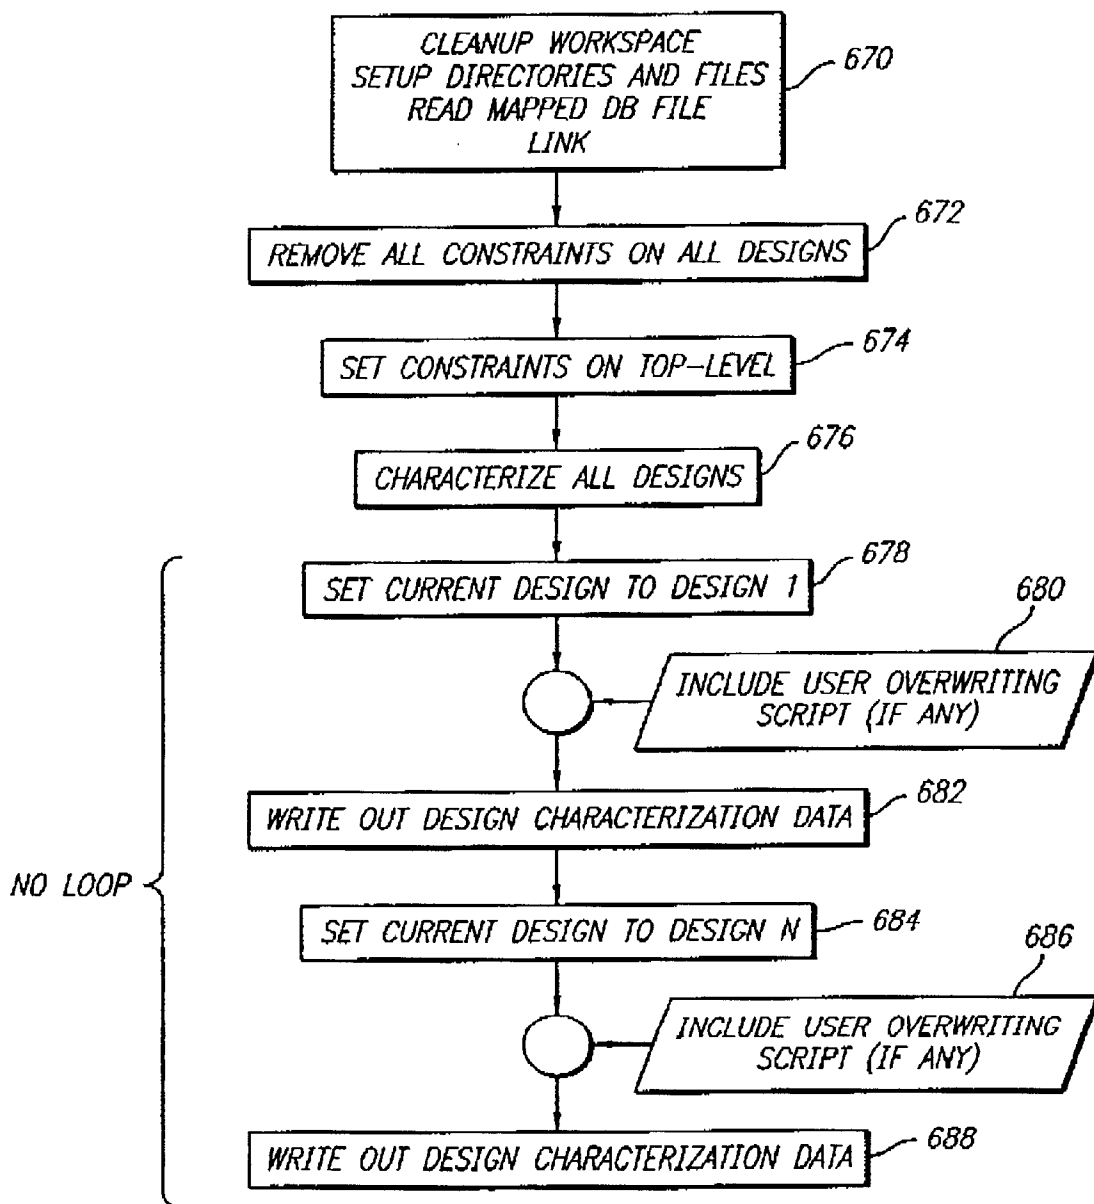 CLEANUP WORKSPACE
SETUP DIRECTORIES AND FILES
READ MAPPED DB FILE
LINK
670
672
REMOVE ALL CONSTRAINTS ON ALL DESIGNS
674
SET CONSTRAINTS ON TOP-LEVEL
676
CHARACTERIZE ALL DESIGNS
678
SET CURRENT DESIGN TO DESIGN 1
680
INCLUDE USER OVERWRITING
SCRIPT (IF ANY)
682
WRITE OUT DESIGN CHARACTERIZATION DATA
NO LOOP
684
SET CURRENT DESIGN TO DESIGN N
686
INCLUDE USER OVERWRITING
SCRIPT (IF ANY)
688
WRITE OUT DESIGN CHARACTERIZATION DATA